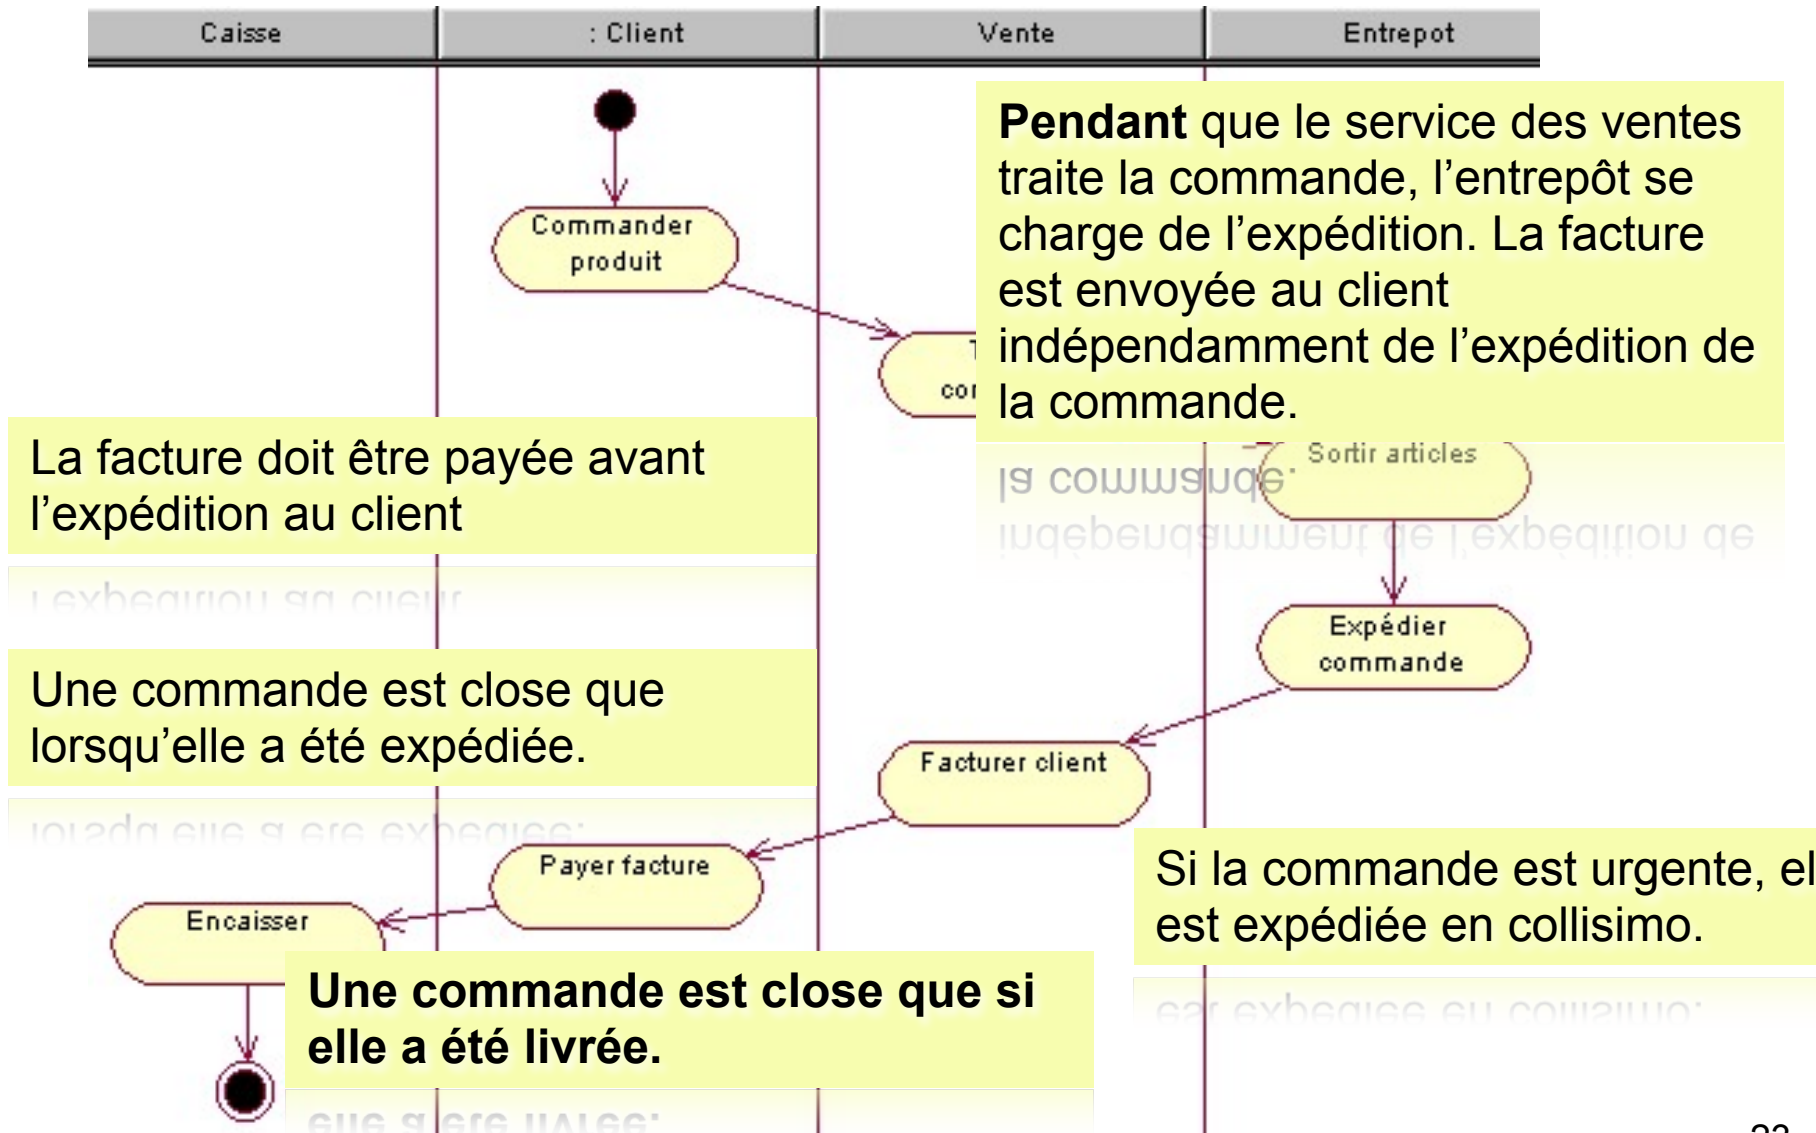 Caisse
: Client
Vente
Entrepot
Commander
produit
Pendant que le service des ventes
traite la commande, l'entrepôt se
charge de l'expédition. La facture
est envoyée au client
indépendamment de l'expédition de
la commande.
La facture doit être payée avant
l'expédition au client
Sortir articles
Expédier
commande
Une commande est close que
lorsqu'elle a été expédiée.
Facturer client
Payer facture
Si la commande est urgente, el
est expédiée en collisimo.
Encaisser
Une commande est close que si
elle a été livrée.